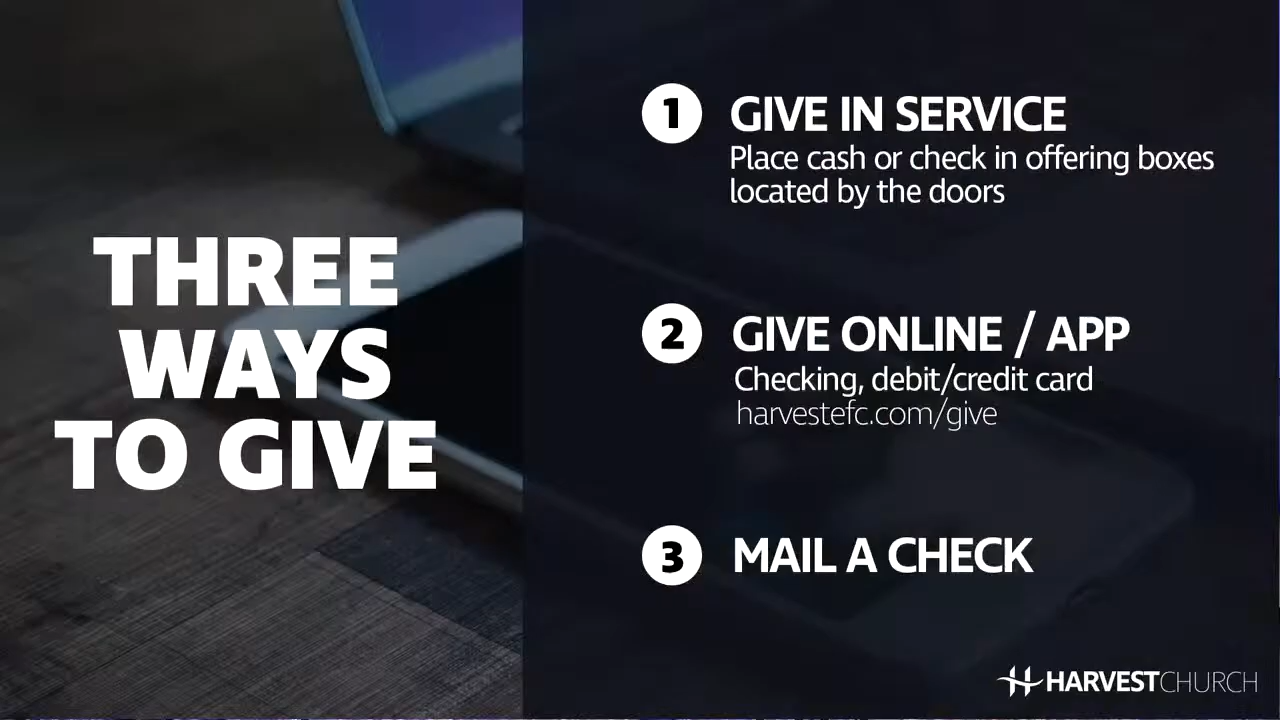 THREE
WAYS
TO GIVE
1 GIVE IN SERVICE
Place cash or check in offering boxes
located by the doors
2 GIVE ONLINE / APP
Checking, debit/credit card
harvestefc.com/give
3 MAIL A CHECK
HARVESTCHURCH